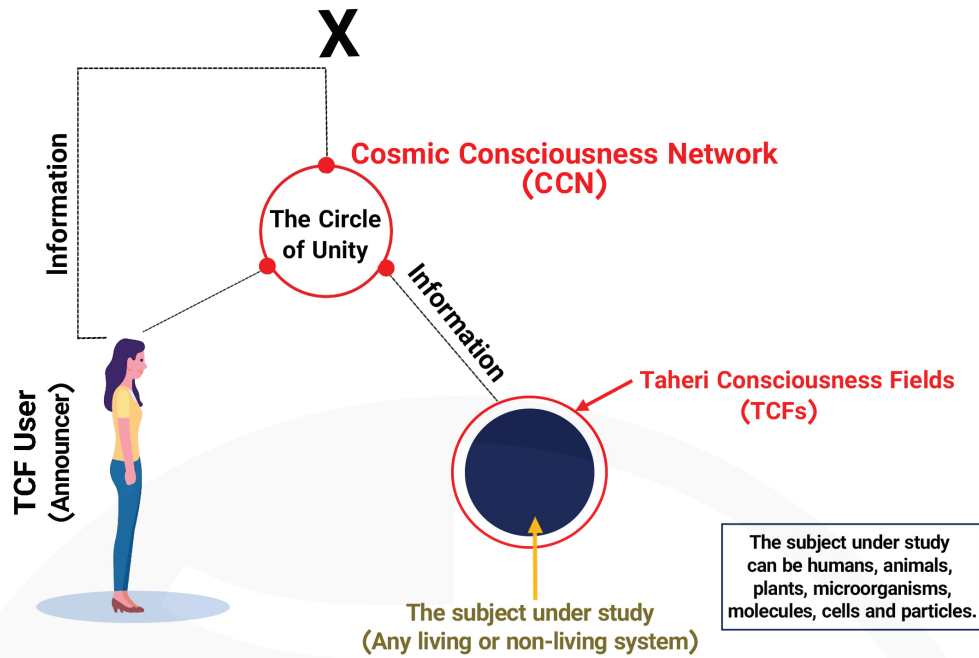 X
Cosmic Consciousness Network
(CCN)
The Circle
of Unity
Information
Information
TCF User
(Announcer)
Taheri Consciousness Fields
(TCFs)
The subject under study
(Any living or non-living system)
The subject under study
can be humans, animals,
plants, microorganisms,
molecules, cells and particles.